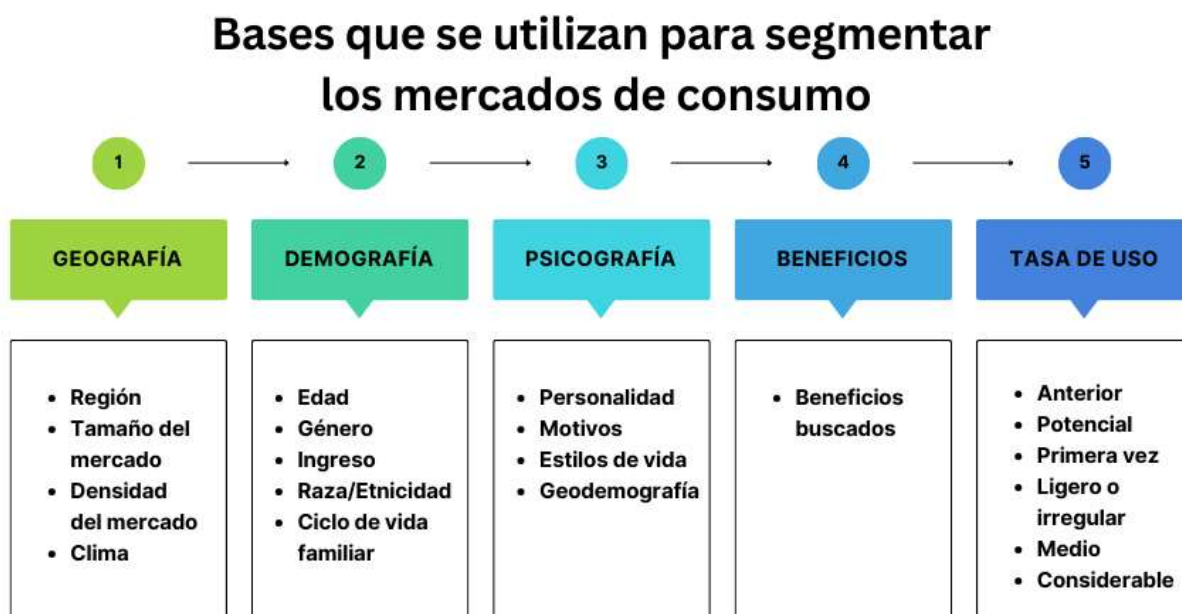 Bases que se utilizan para segmentar
los mercados de consumo
1
2
3
4
5
GEOGRAFÍA
DEMOGRAFÍA
PSICOGRAFÍA
BENEFICIOS
TASA DE USO
• Región
• Tamaño del
mercado
• Densidad
del mercado
• Clima
• Edad
• Género
• Ingreso
• Raza/Etnicidad
• Ciclo de vida
familiar
• Personalidad
• Motivos
• Estilos de vida
• Geodemografía
• Beneficios
buscados
• Anterior
• Potencial
• Primera vez
• Ligero o
irregular
• Medio
• Considerable